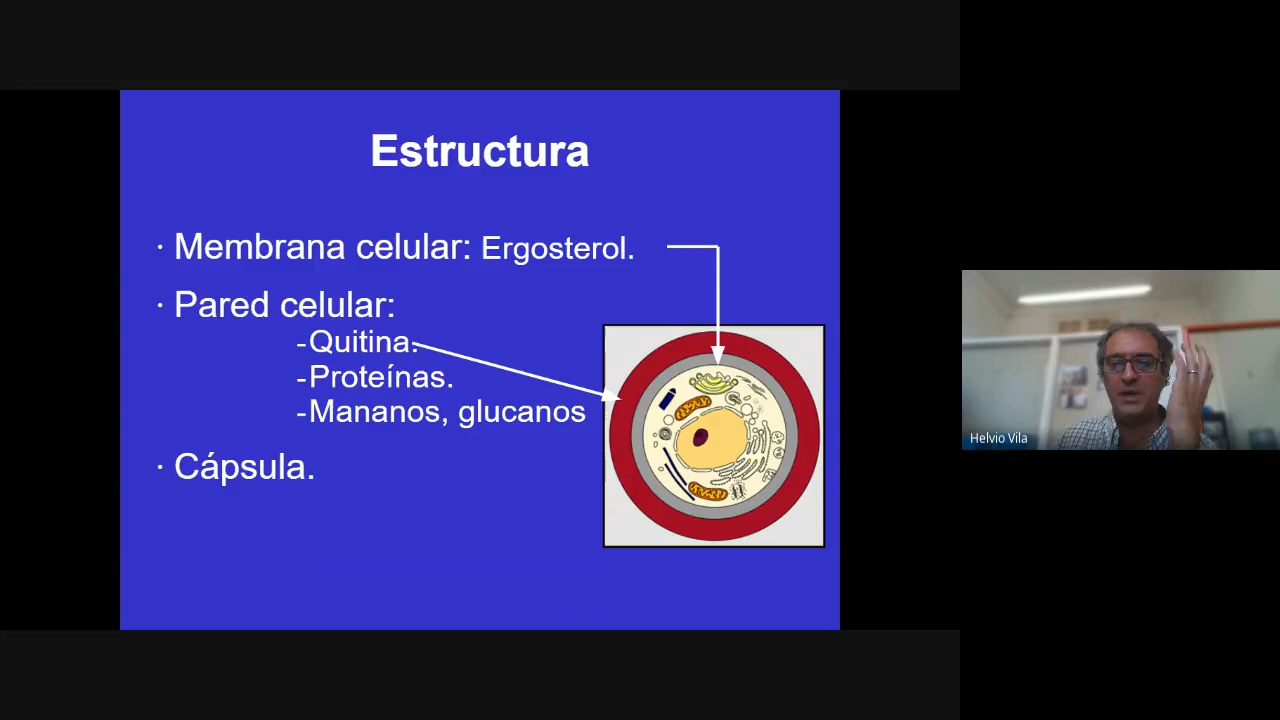 Estructura
· Membrana celular: Ergosterol.
· Pared celular:
-Quitina.
-Proteínas.
-Mananos, glucanos
· Cápsula.
Helvio Vila